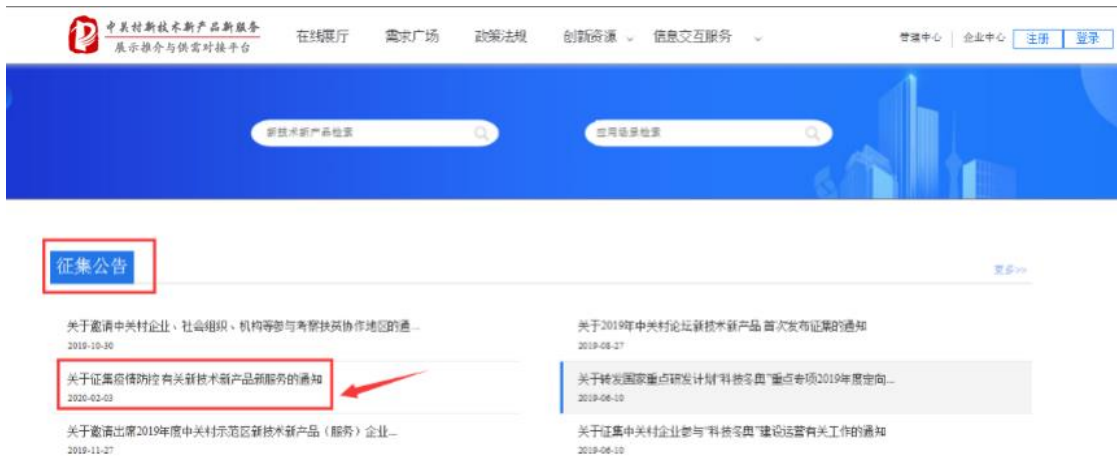 中关村新技术新产品新服务
展示推介与供需对接平台
在线展厅 需求广场 政策法规 创新资源 信息交互服务
管理中心 企业中心 注册 登录
新技术新产品检索 应用场景检索
征集公告
更多>>
关于邀请中关村企业、社会组织、机构等参与考察扶贫协作地区的通...
2019-10-30
关于2019年中关村论坛新技术新产品首次发布征集的通知
2019-08-27
关于征集疫情防控有关新技术新产品新服务的通知
2020-02-03
关于转发国家重点研发计划“科技冬奥”重点专项2019年度定向...
2019-06-10
关于邀请出席2019年度中关村示范区新技术新产品（服务）企业...
2019-11-27
关于征集中关村企业参与“科技冬奥”建设运营有关工作的通知
2019-06-10